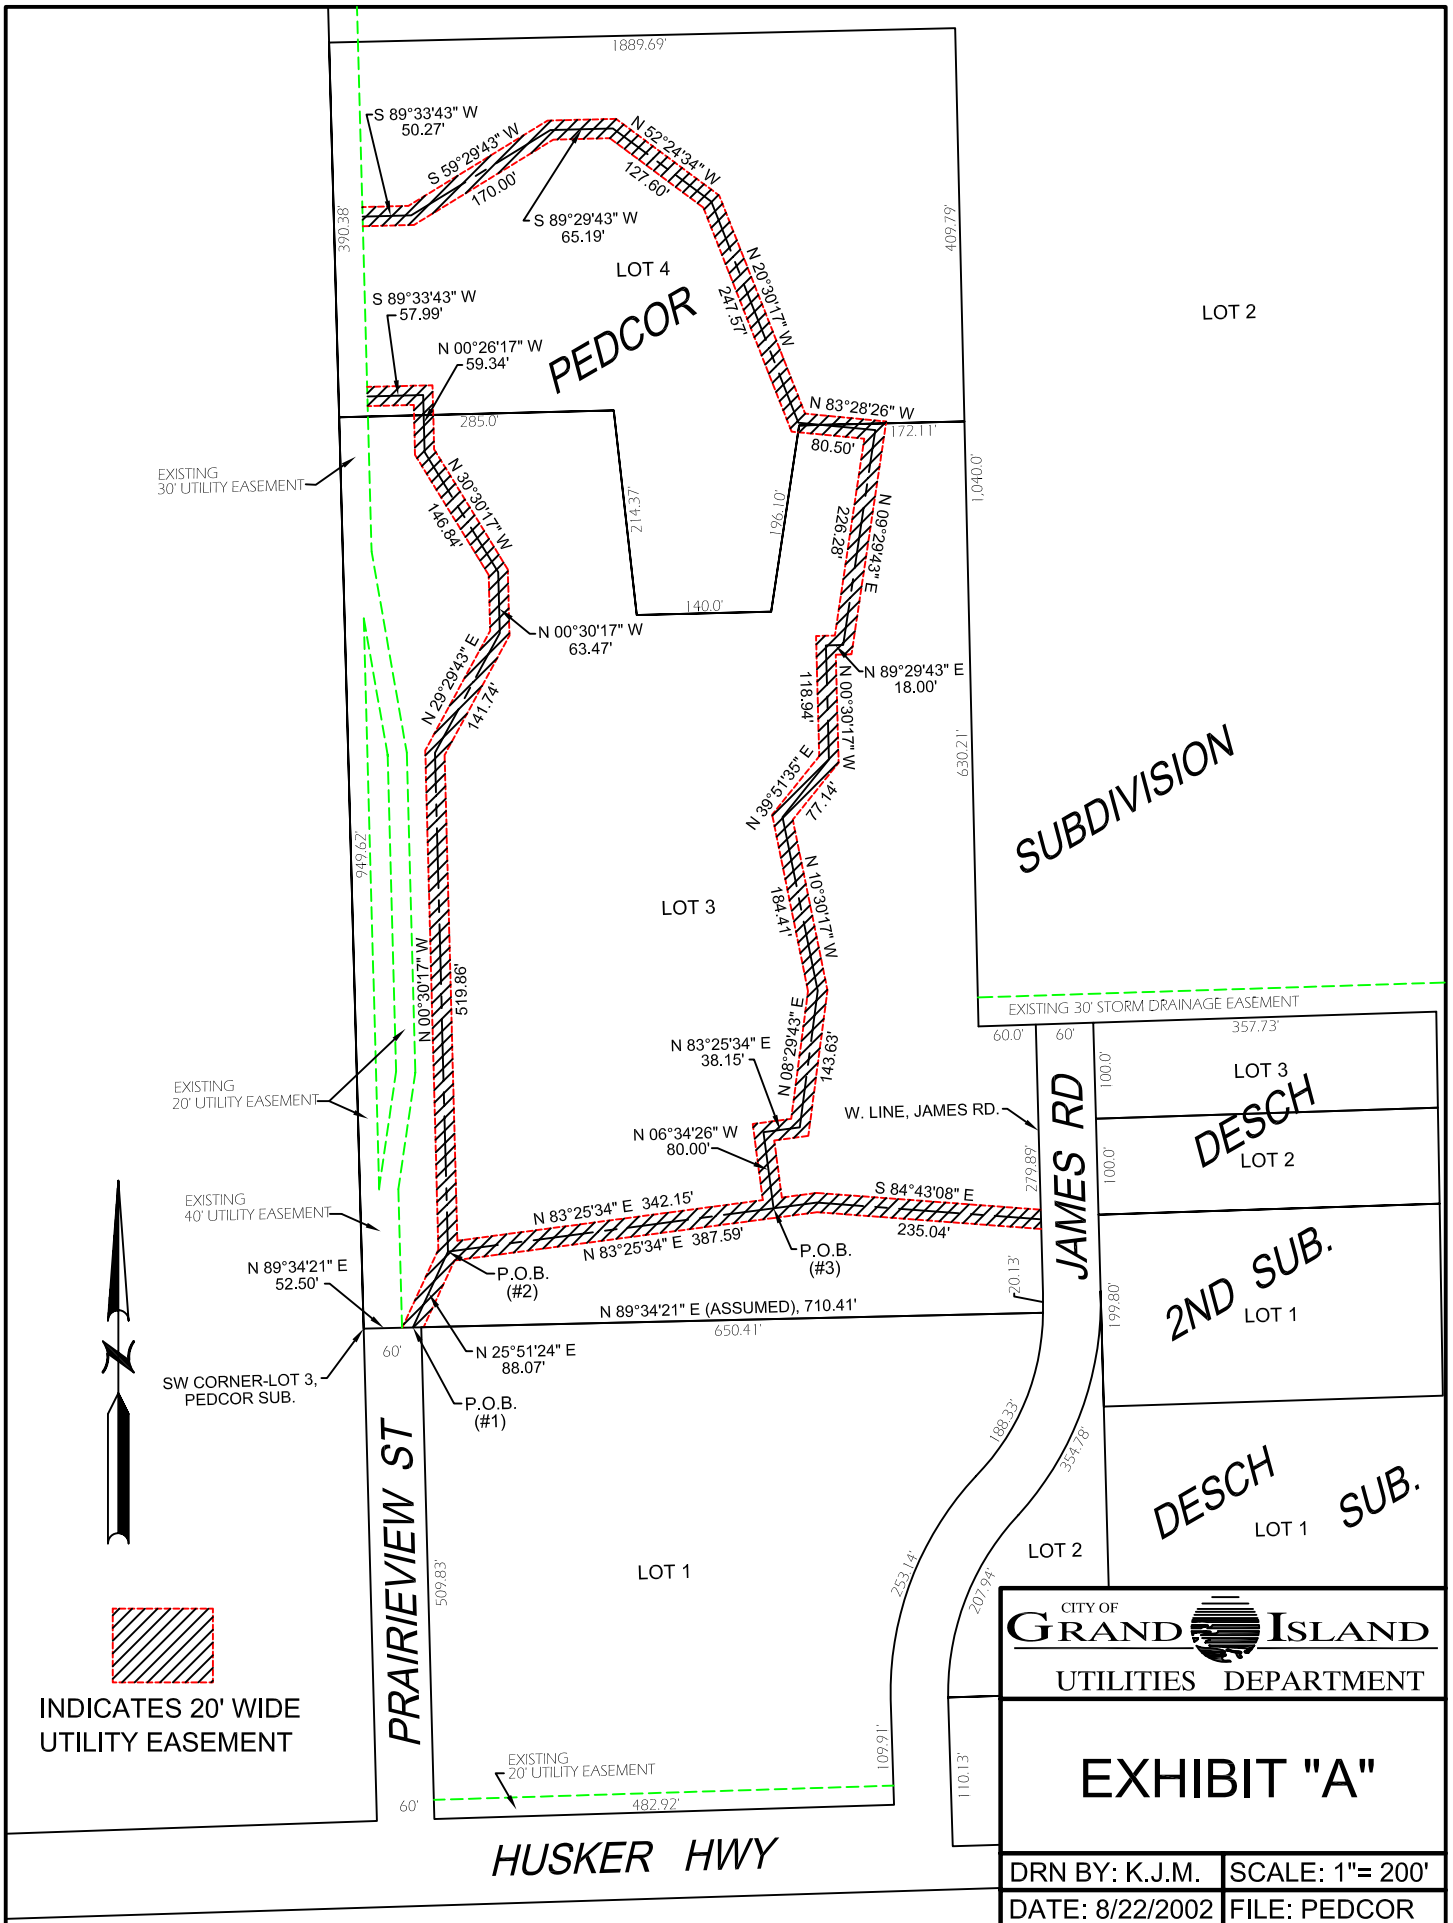 1889.69'
S 89°33'43" W
50.27'
S 59°29'43" W
170.00'
N 52°24'34" W
127.60'
S 89°29'43" W
65.19'
390.38'
409.79'
LOT 4
N 20°30'17" W
247.57'
LOT 2
S 89°33'43" W
57.99'
PEDCOR
N 00°26'17" W
59.34'
285.0'
N 83°28'26" W
80.50'
172.11'
EXISTING
30' UTILITY EASEMENT
N 30°30'17" W
146.84'
214.37'
196.10'
1,040.0'
N 09°29'43" E
226.28'
140.0'
N 00°30'17" W
63.47'
N 29°29'43" E
141.74'
N 89°29'43" E
18.00'
118.94'
N 00°30'17" W
630.21'
N 39°51'35" E
77.14'
SUBDIVISION
949.62'
LOT 3
N 10°30'17" W
184.41'
N 00°30'17" W
519.86'
EXISTING 30' STORM DRAINAGE EASEMENT
60.0'
60'
357.73'
N 83°25'34" E
38.15'
N 08°29'43" E
143.63'
100.0'
LOT 3
DESCH
EXISTING
20' UTILITY EASEMENT
W. LINE, JAMES RD.
JAMES RD
N 06°34'26" W
80.00'
279.89'
100.0'
LOT 2
EXISTING
40' UTILITY EASEMENT
N 83°25'34" E 342.15'
N 83°25'34" E 387.59'
S 84°43'08" E
235.04'
P.O.B.
(#3)
P.O.B.
(#2)
N 89°34'21" E
52.50'
20.13'
199.80'
2ND SUB.
LOT 1
N 89°34'21" E (ASSUMED), 710.41'
650.41'
60'
N 25°51'24" E
88.07'
SW CORNER-LOT 3,
PEDCOR SUB.
P.O.B.
(#1)
188.33'
354.78'
DESCH SUB.
LOT 1
PRAIRIEVIEW ST
509.83'
LOT 1
253.14'
207.94'
LOT 2
CITY OF
GRAND ISLAND
UTILITIES DEPARTMENT
INDICATES 20' WIDE
UTILITY EASEMENT
EXISTING
20' UTILITY EASEMENT
109.91'
110.13'
60'
482.92'
EXHIBIT "A"
HUSKER HWY
DRN BY: K.J.M.
SCALE: 1"= 200'
DATE: 8/22/2002
FILE: PEDCOR
N